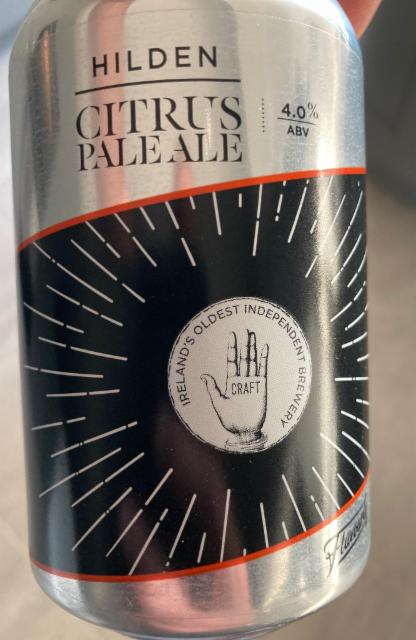 HILDEN
CITRUS
PALE ALE
4.0%
ABV
IRELAND'S OLDEST INDEPENDENT BREWERY
CRAFT